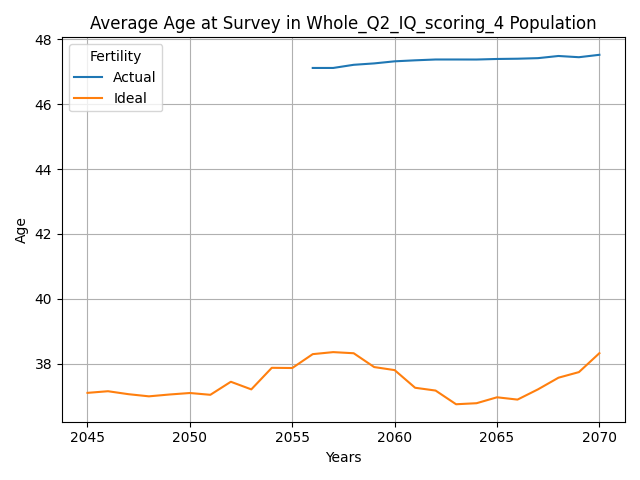 Average Age at Survey in Whole_Q2_IQ_scoring_4 Population
Fertility
Actual
Ideal
Age
48
46
44
42
40
38
2045
2050
2055
2060
2065
2070
Years